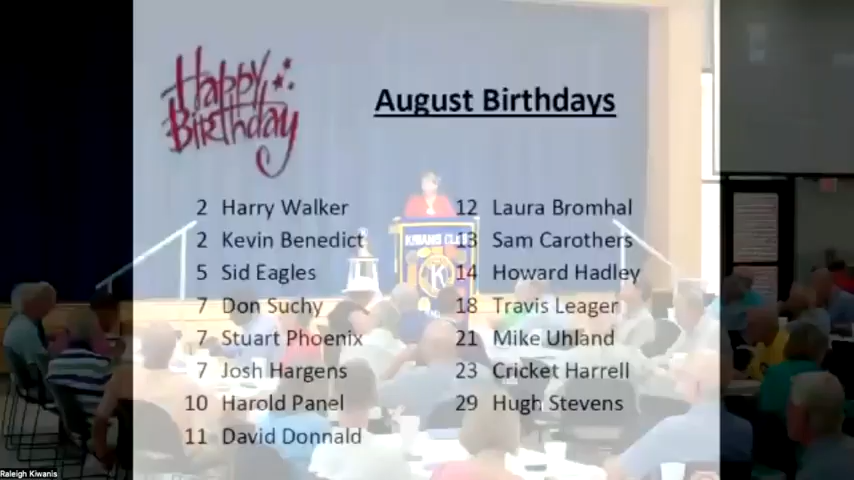 Happy
Birthday
August Birthdays
2 Harry Walker
2 Kevin Benedict
5 Sid Eagles
7 Don Suchy
7 Stuart Phoenix
7 Josh Hargens
10 Harold Panel
11 David Donnald
12 Laura Bromhal
13 Sam Carothers
14 Howard Hadley
18 Travis Leager
21 Mike Uhland
23 Cricket Harrell
29 Hugh Stevens
KIWANIS CLUB
K
Raleigh Kiwanis